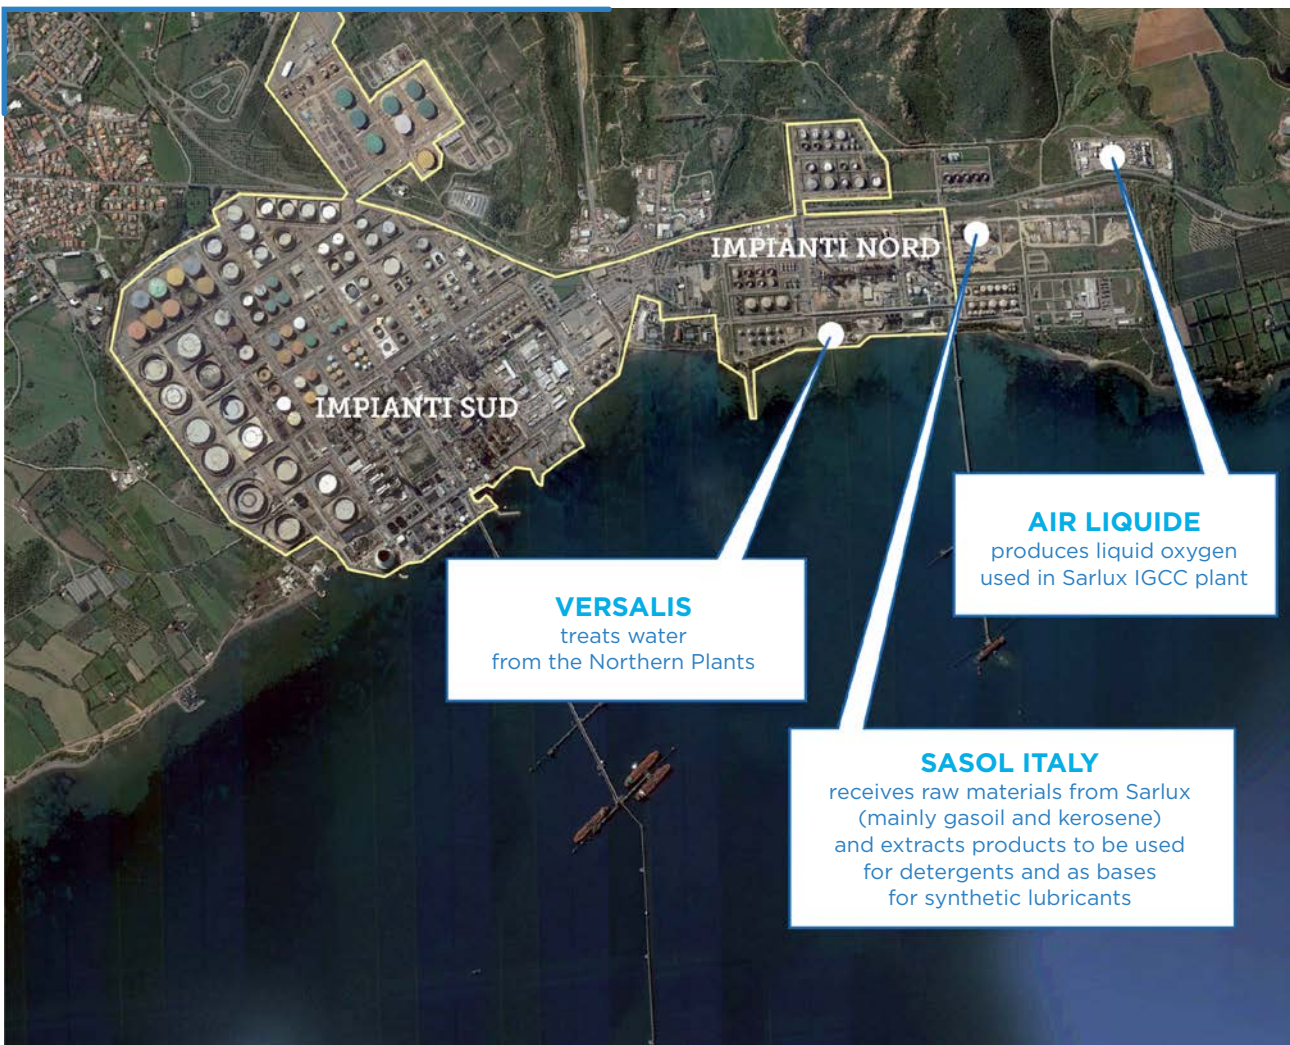 IMPIANTI NORD
IMPIANTI SUD
AIR LIQUIDE
produces liquid oxygen
used in Sarlux IGCC plant
VERSALIS
treats water
from the Northern Plants
SASOL ITALY
receives raw materials from Sarlux
(mainly gasoil and kerosene)
and extracts products to be used
for detergents and as bases
for synthetic lubricants